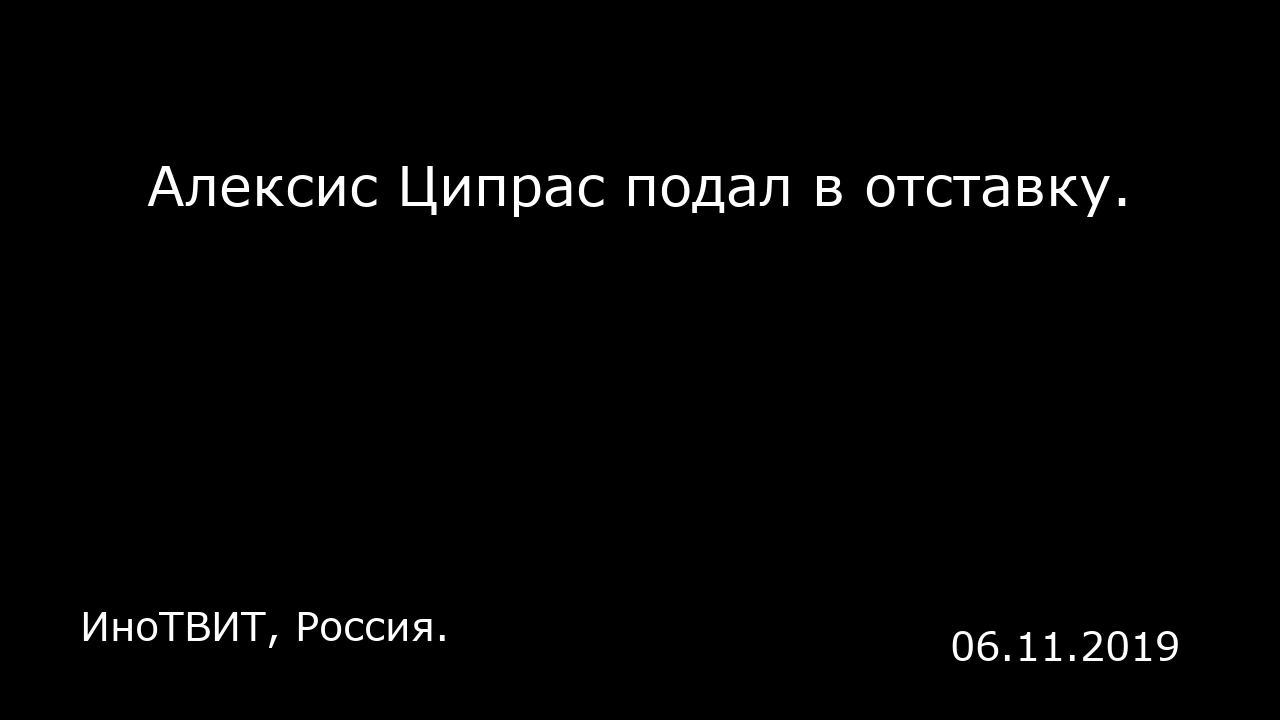 Алексис Ципрас подал в отставку.
ИноТВИТ, Россия.
06.11.2019